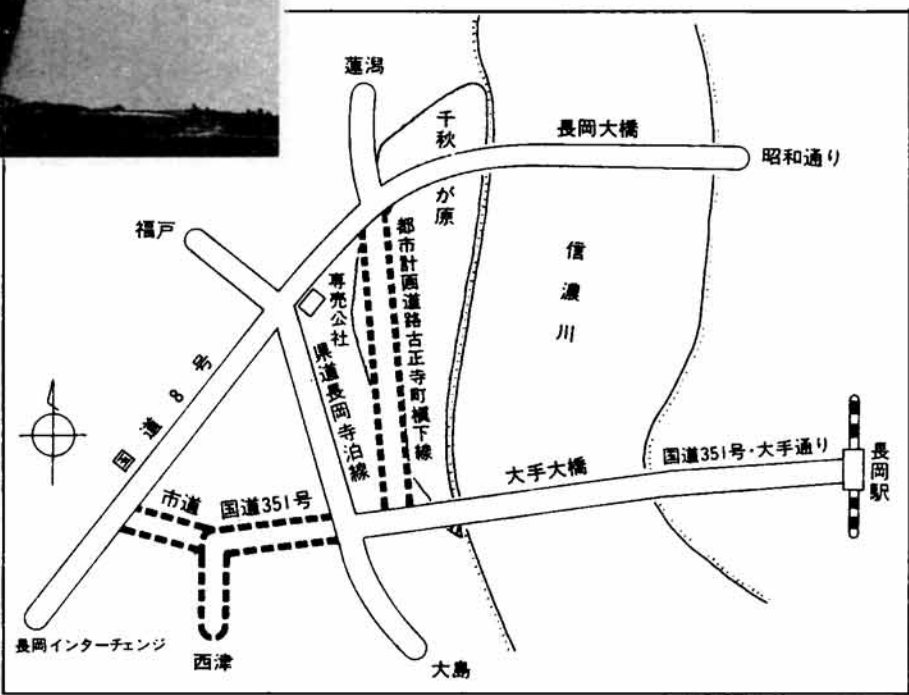 蓮潟
千秋が原
長岡大橋
昭和通り
福戸
専売公社
都市計画道路古正寺町槇下線
信濃川
県道長岡寺泊線
国道8号
市道
国道351号
大手大橋
国道351号・大手通り
長岡駅
長岡インターチェンジ
西津
大島